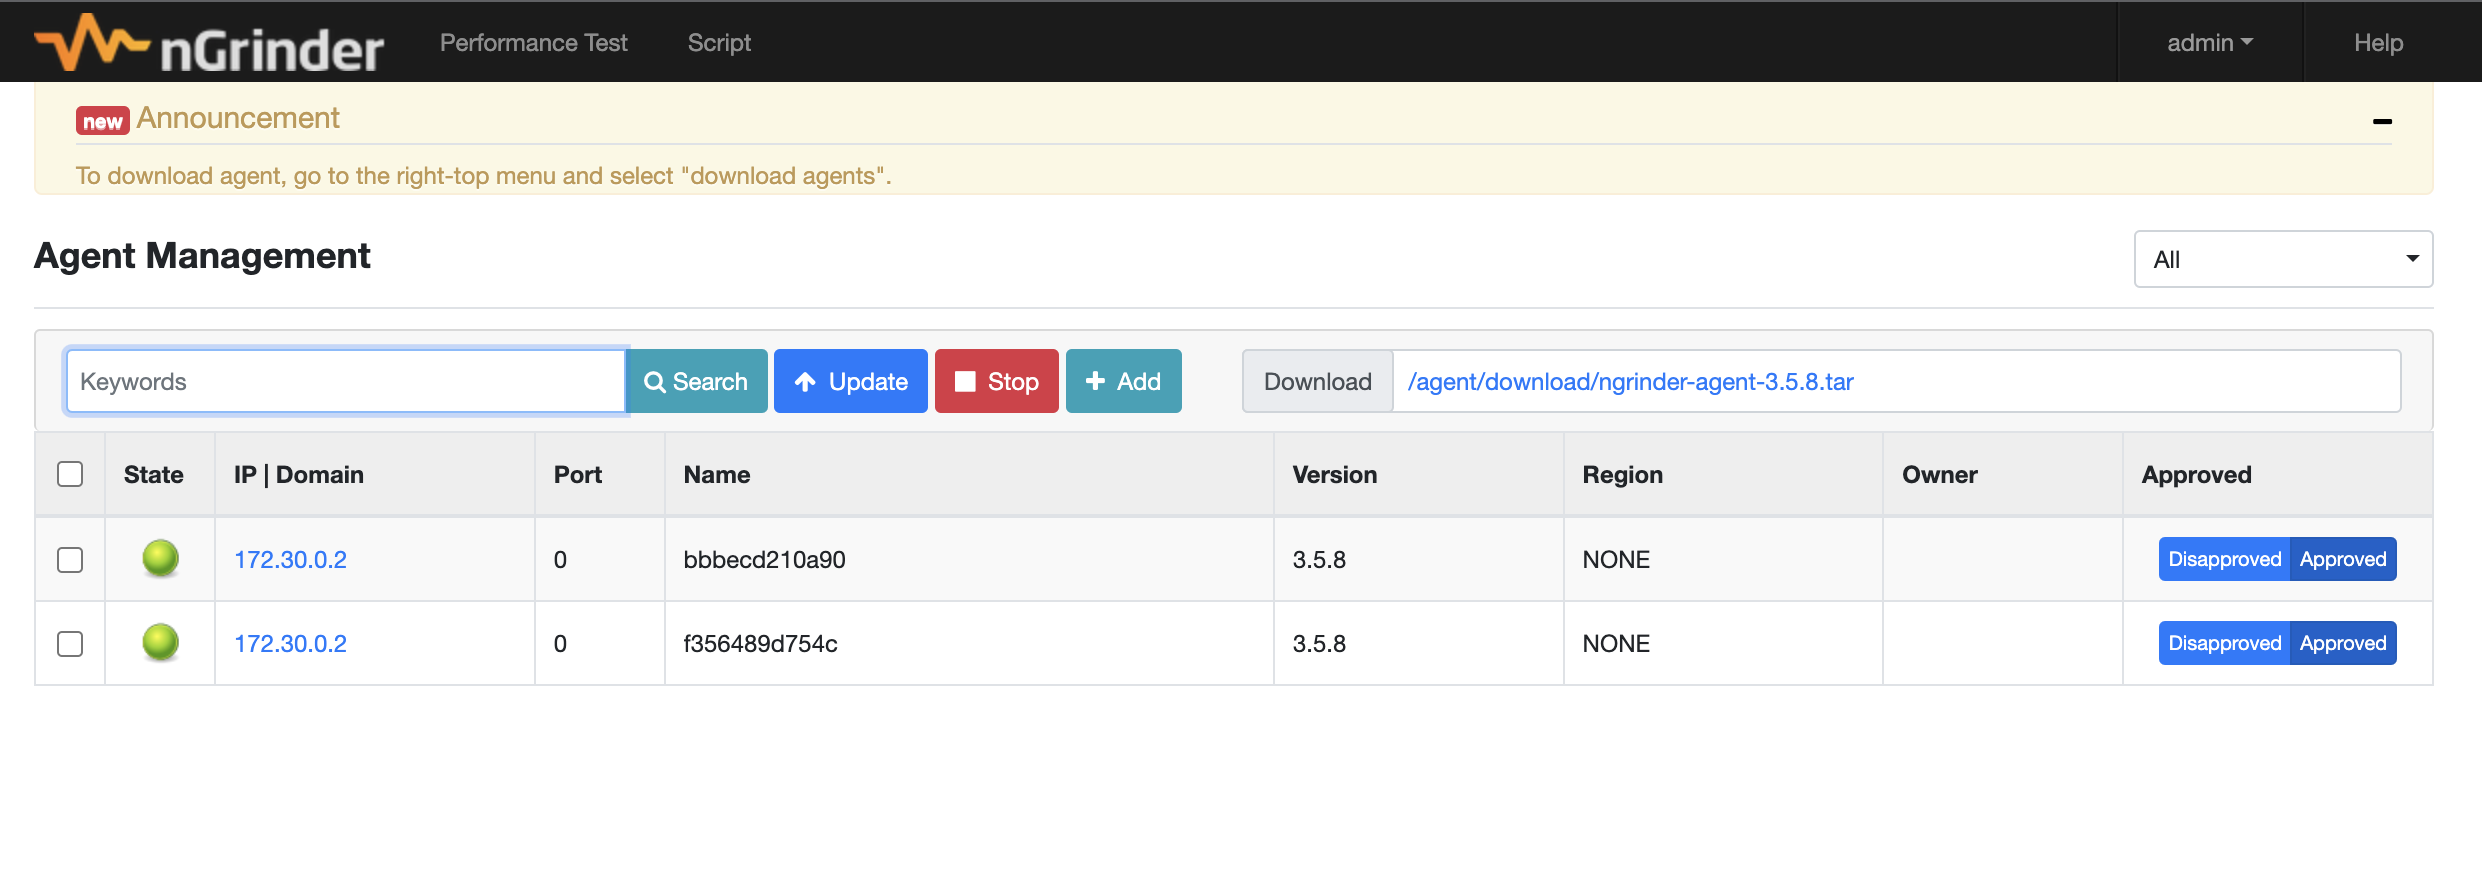 nGrinder Performance Test Script admin Help
new Announcement
To download agent, go to the right-top menu and select "download agents".
Agent Management All
Keywords Search Update Stop Add Download /agent/download/ngrinder-agent-3.5.8.tar
State IP | Domain Port Name Version Region Owner Approved
172.30.0.2 0 bbbecd210a90 3.5.8 NONE Disapproved Approved
172.30.0.2 0 f356489d754c 3.5.8 NONE Disapproved Approved